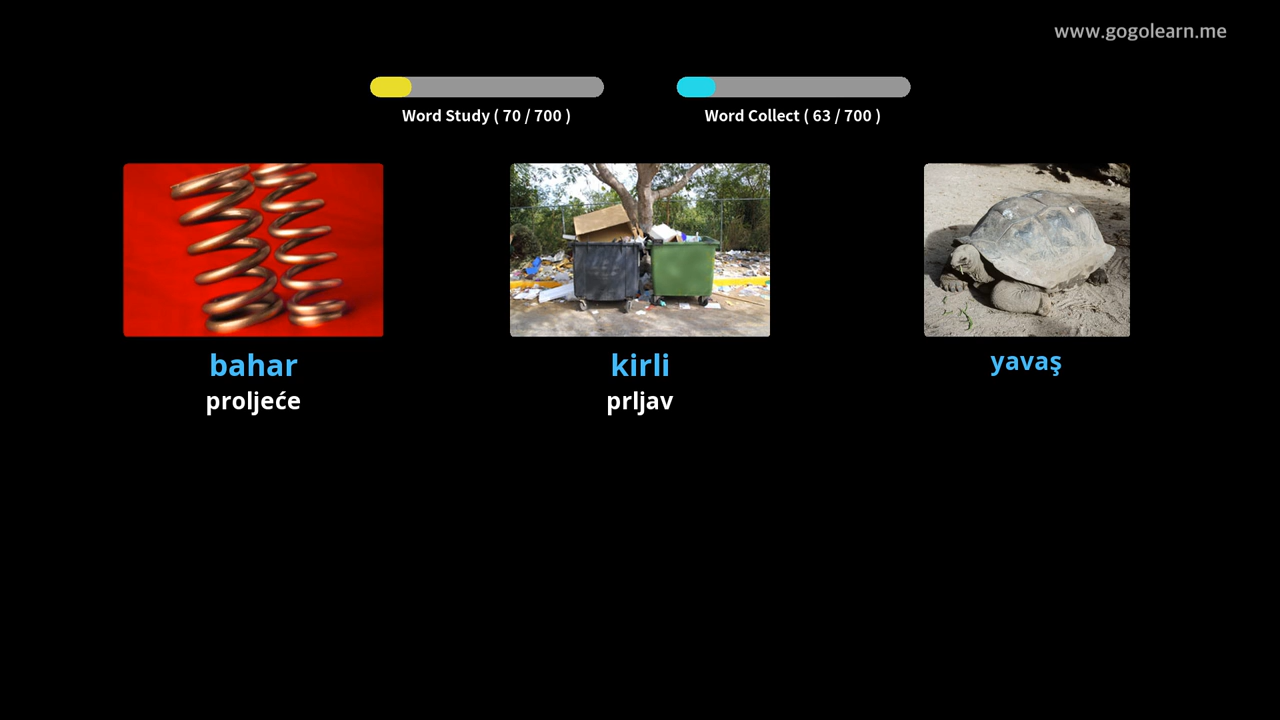 www.gogolearn.me
Word Study ( 70 / 700 )
Word Collect ( 63 / 700 )
bahar
proljeće
kirli
prljav
yavaş